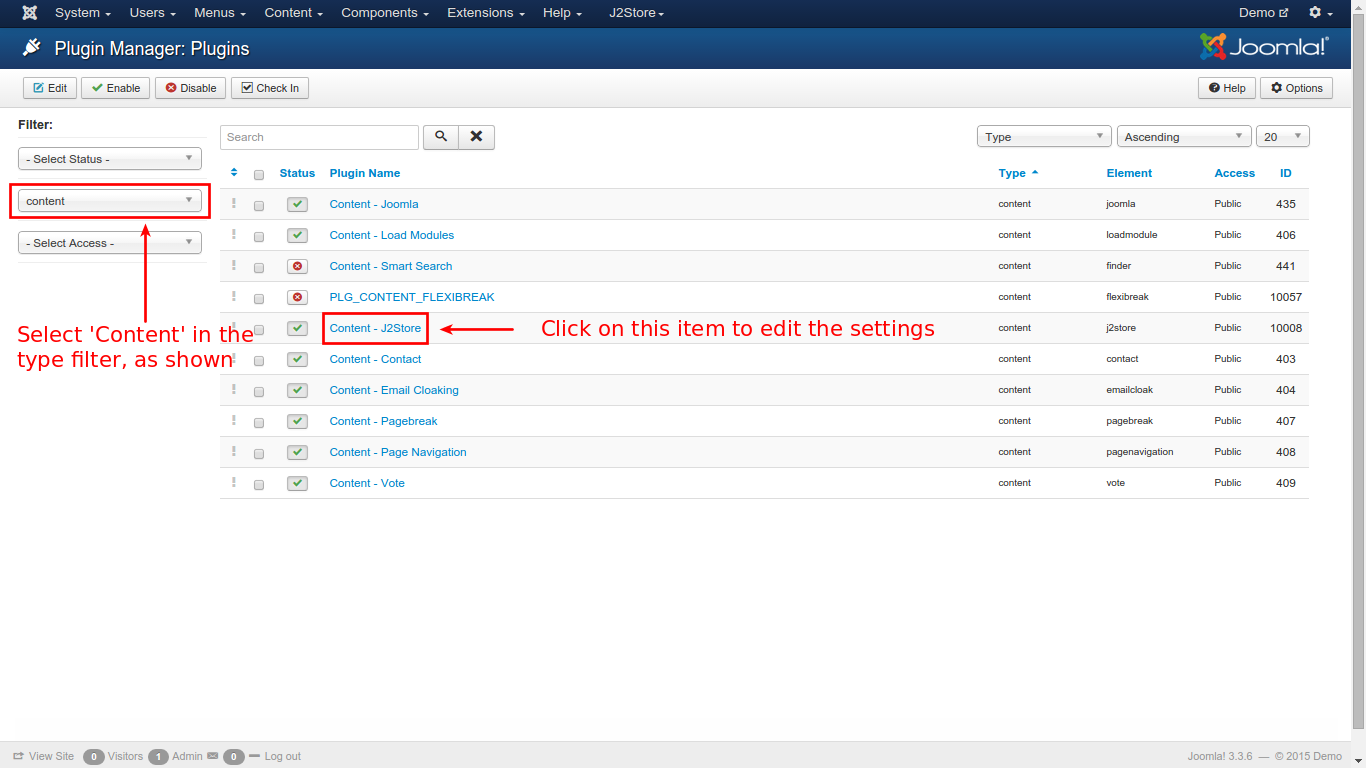 System Users Menus Content Components Extensions Help J2Store Demo
Plugin Manager: Plugins Joomla!®
Edit Enable Disable Check In Help Options
Filter:
Search Type Ascending 20
- Select Status -
Status Plugin Name Type Element Access ID
content
Content - Joomla content joomla Public 435
Content - Load Modules content loadmodule Public 406
- Select Access -
Content - Smart Search content finder Public 441
PLG_CONTENT_FLEXIBREAK content flexibreak Public 10057
Content - J2Store Click on this item to edit the settings content j2store Public 10008
Select 'Content' in the
type filter, as shown
Content - Contact content contact Public 403
Content - Email Cloaking content emailcloak Public 404
Content - Pagebreak content pagebreak Public 407
Content - Page Navigation content pagenavigation Public 408
Content - Vote content vote Public 409
View Site 0 Visitors 1 Admin 0 Log out Joomla! 3.3.6 — © 2015 Demo